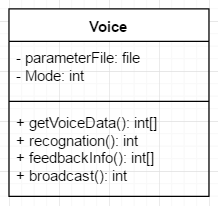 Voice
- parameterFile: file
- Mode: int
+ getVoiceData(): int[]
+ recognation(): int
+ feedbackInfo(): int[]
+ broadcast(): int